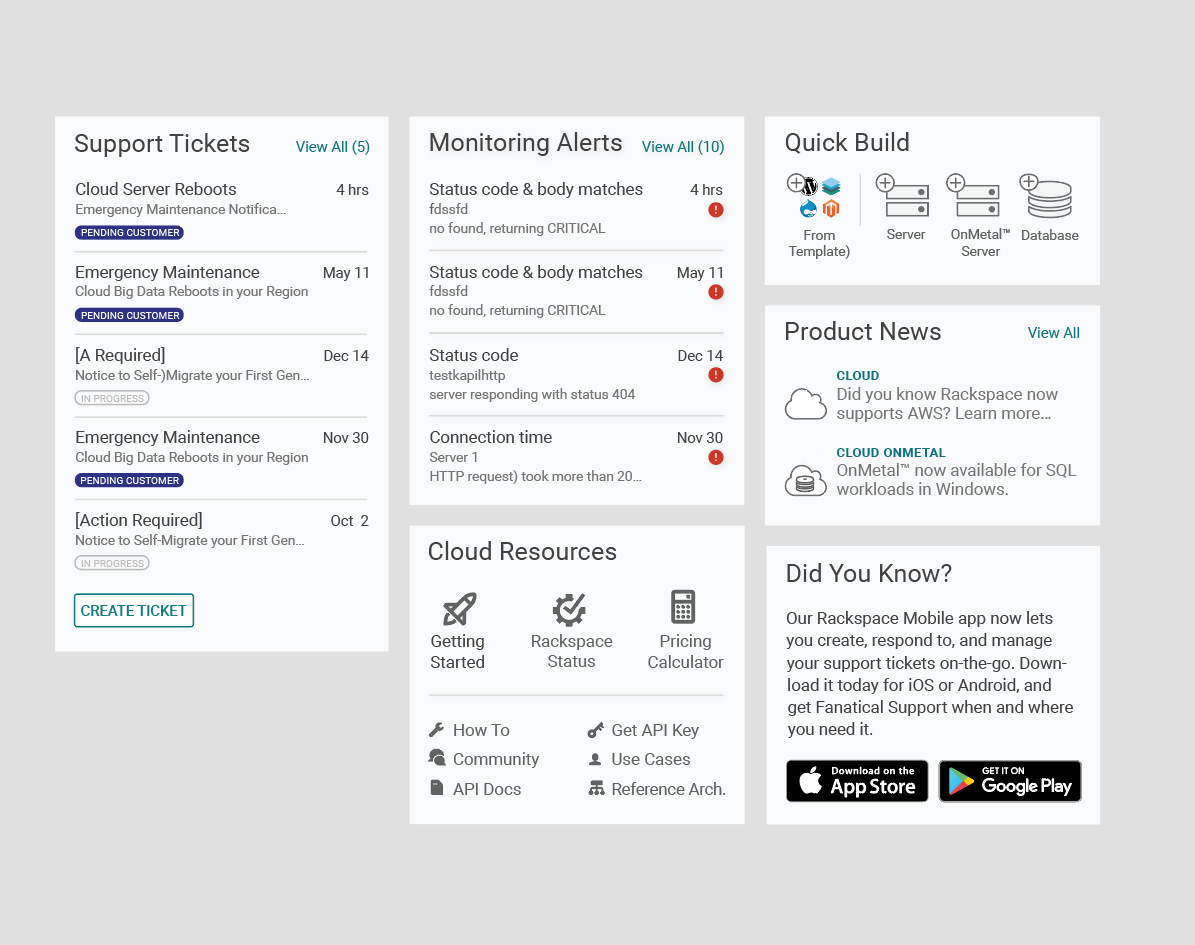 Support Tickets
View All (5)
Cloud Server Reboots
4 hrs
Emergency Maintenance Notifica...
PENDING CUSTOMER
Emergency Maintenance
May 11
Cloud Big Data Reboots in your Region
PENDING CUSTOMER
[A Required]
Dec 14
Notice to Self-)Migrate your First Gen...
IN PROGRESS
Emergency Maintenance
Nov 30
Cloud Big Data Reboots in your Region
PENDING CUSTOMER
[Action Required]
Oct 2
Notice to Self-Migrate your First Gen...
IN PROGRESS
CREATE TICKET
Monitoring Alerts
View All (10)
Status code & body matches
4 hrs
fdssfd
no found, returning CRITICAL
Status code & body matches
May 11
fdssfd
no found, returning CRITICAL
Status code
Dec 14
testkapilhttp
server responding with status 404
Connection time
Nov 30
Server 1
HTTP request) took more than 20...
Cloud Resources
Getting
Started
Rackspace
Status
Pricing
Calculator
How To
Get API Key
Community
Use Cases
API Docs
Reference Arch.
Quick Build
From
Template)
Server
OnMetal™
Server
Database
Product News
View All
CLOUD
Did you know Rackspace now
supports AWS? Learn more...
CLOUD ONMETAL
OnMetal™ now available for SQL
workloads in Windows.
Did You Know?
Our Rackspace Mobile app now lets
you create, respond to, and manage
your support tickets on-the-go. Down-
load it today for iOS or Android, and
get Fanatical Support when and where
you need it.
Download on the
App Store
GET IT ON
Google Play